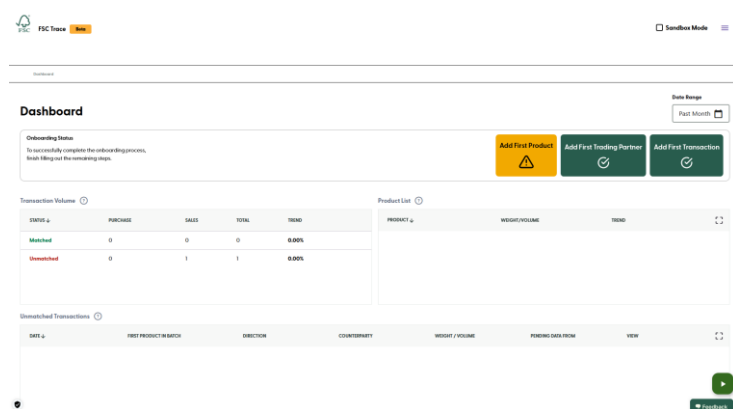 FSC
FSC Trace
Beta
Sandbox Mode
Dashboard
Date Range
Dashboard
Past Month
Onboarding Status
To successfully complete the onboarding process,
finish filling out the remaining steps.
Add First Product
Add First Trading Partner
Add First Transaction
Transaction Volume ?
STATUS ↓ PURCHASE SALES TOTAL TREND
Matched 0 0 0 0.00%
Unmatched 0 1 1 0.00%
Product List ?
PRODUCT ↓ WEIGHT/VOLUME TREND
Unmatched Transactions ?
DATE ↓ FIRST PRODUCT IN BATCH DIRECTION COUNTERPARTY WEIGHT / VOLUME PENDING DATA FROM VIEW
Feedback